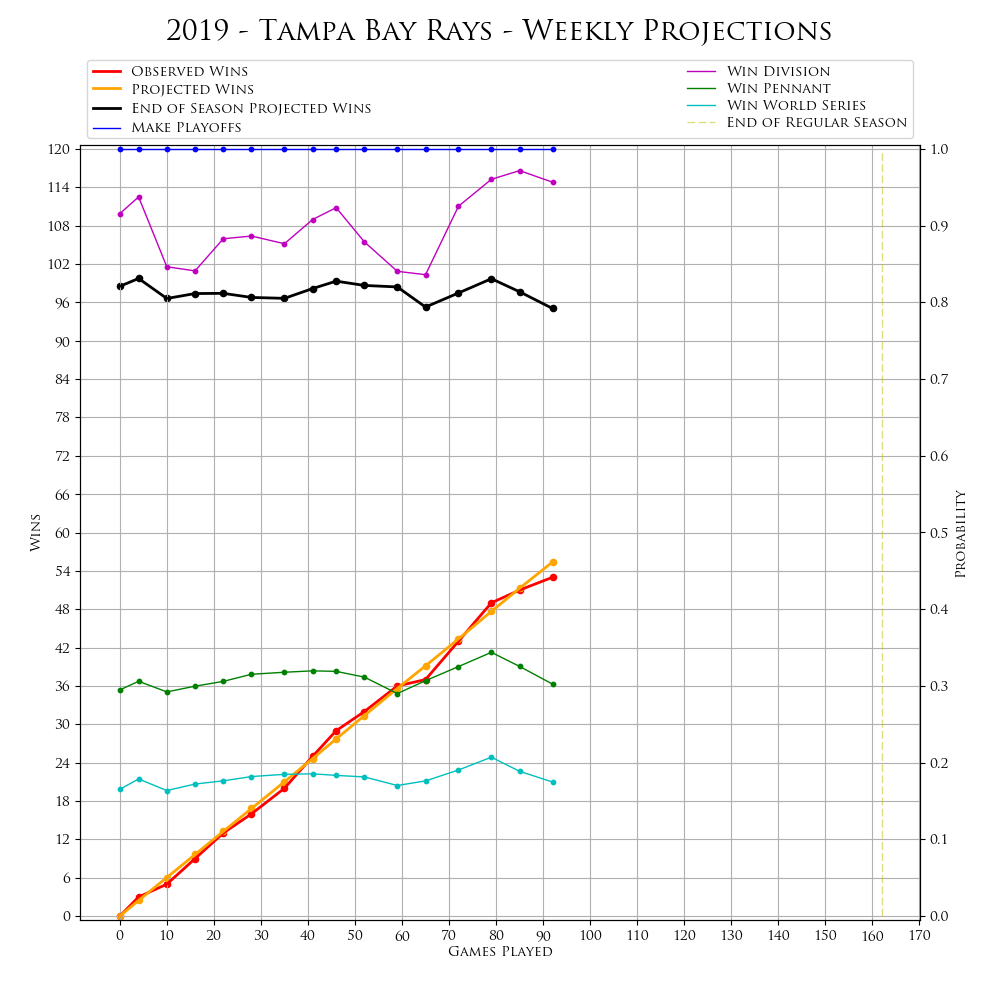 2019 - Tampa Bay Rays - Weekly Projections
Observed Wins
Projected Wins
End of Season Projected Wins
Make Playoffs
Win Division
Win Pennant
Win World Series
End of Regular Season
120
114
108
102
96
90
84
78
72
66
60
54
48
42
36
30
24
18
12
6
0
Wins
1.0
0.9
0.8
0.7
0.6
0.5
0.4
0.3
0.2
0.1
0.0
Probability
0 10 20 30 40 50 60 70 80 90 100 110 120 130 140 150 160 170
Games Played